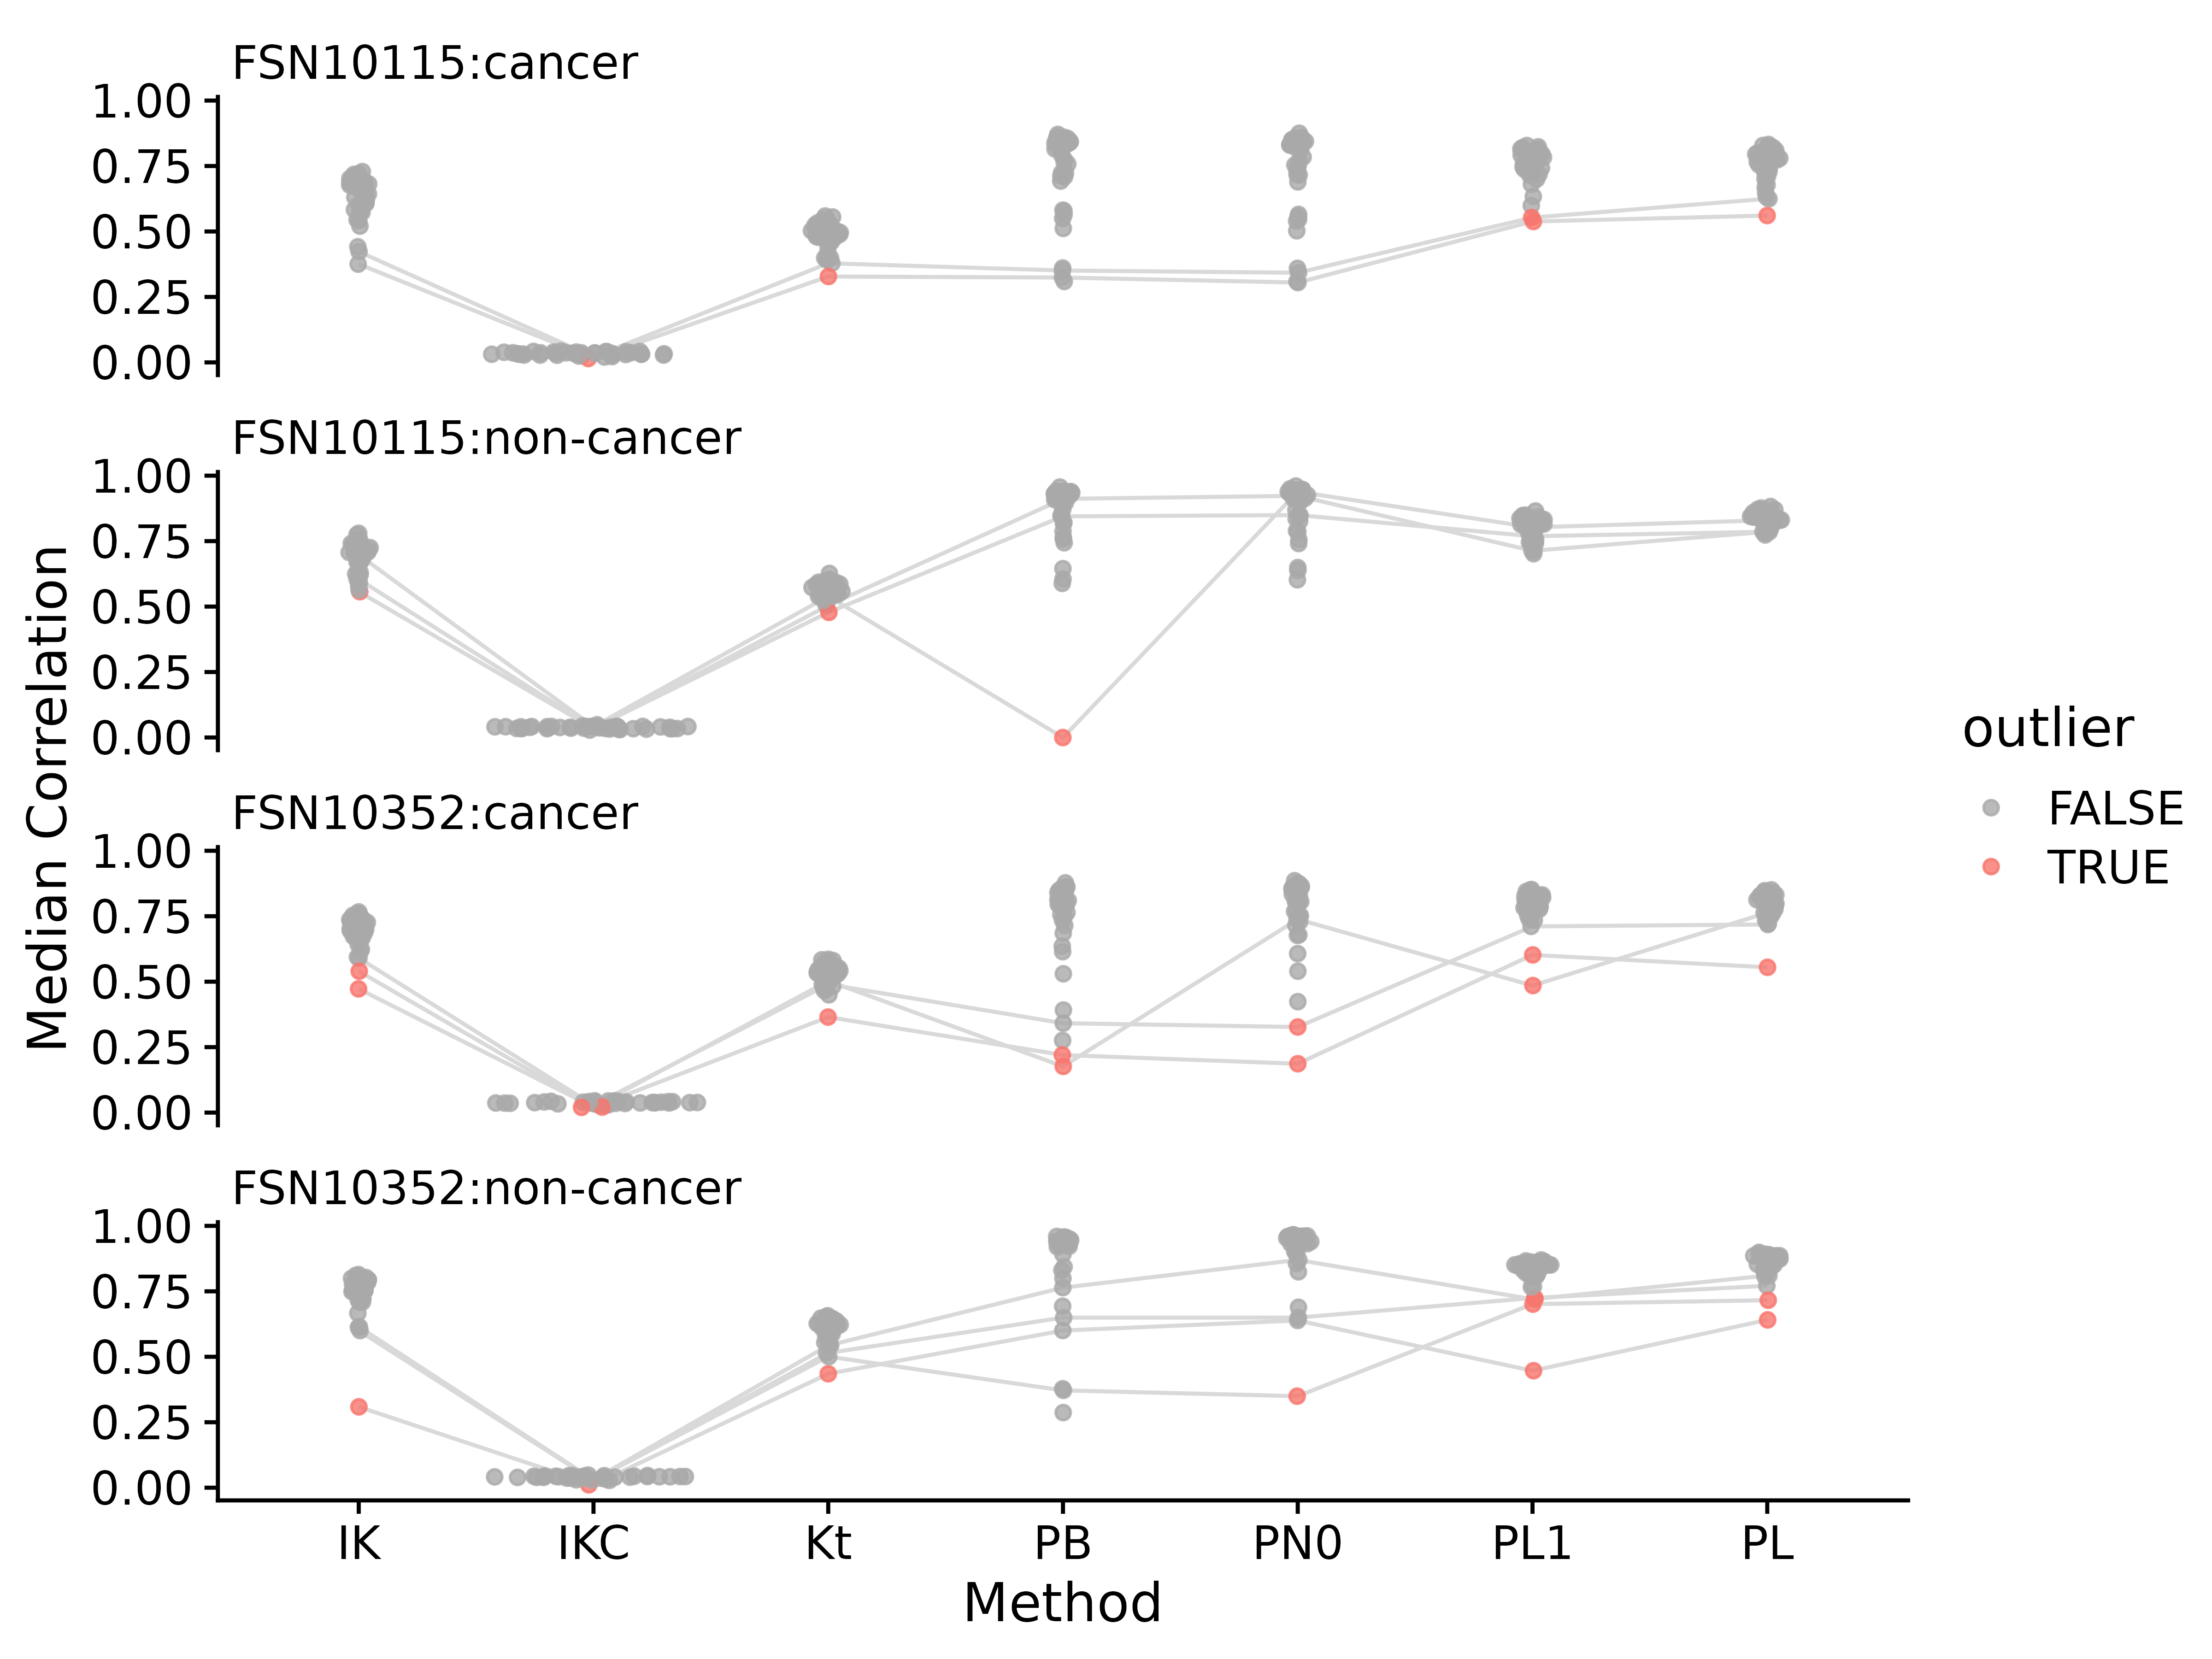 FSN10115:cancer
1.00
0.75
0.50
0.25
0.00
FSN10115:non-cancer
1.00
0.75
0.50
0.25
0.00
FSN10352:cancer
1.00
0.75
0.50
0.25
0.00
FSN10352:non-cancer
1.00
0.75
0.50
0.25
0.00
Median Correlation
IK IKC Kt PB PN0 PL1 PL
Method
outlier
FALSE
TRUE